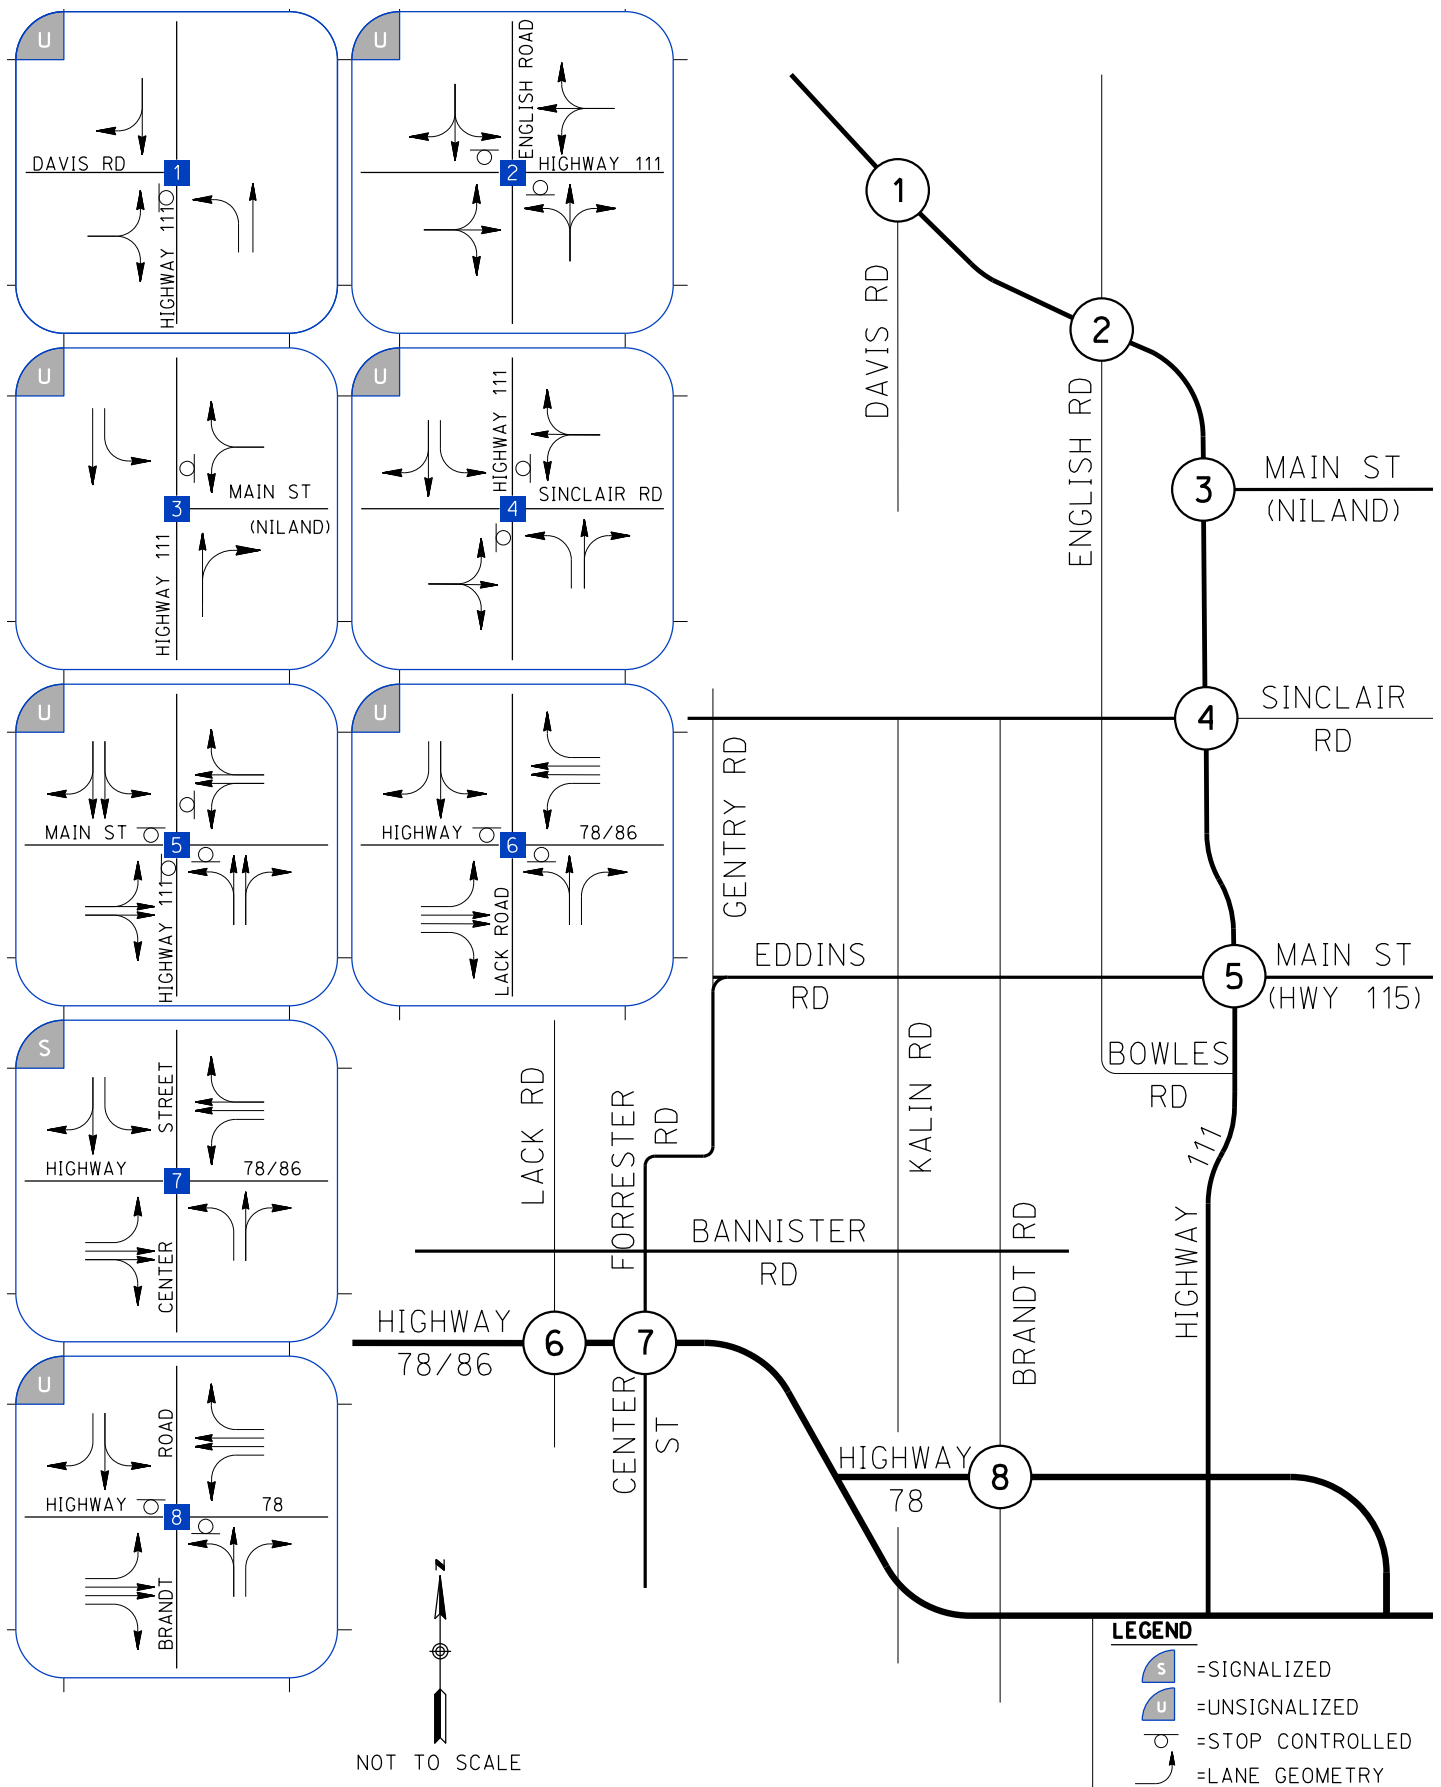 U
DAVIS RD
1
HIGHWAY 111
U
ENGLISH ROAD
2
HIGHWAY 111
U
3
MAIN ST
(NILAND)
HIGHWAY 111
U
HIGHWAY 111
SINCLAIR RD
4
U
MAIN ST
5
HIGHWAY 111
U
HIGHWAY
78/86
6
LACK ROAD
S
STREET
HIGHWAY
78/86
7
CENTER
U
ROAD
HIGHWAY
78
8
BRANDT
1
DAVIS RD
2
ENGLISH RD
3
MAIN ST
(NILAND)
4
SINCLAIR
RD
GENTRY RD
EDDINS
RD
5
MAIN ST
(HWY 115)
BOWLES
RD
KALIN RD
LACK RD
FORRESTER
RD
111
HIGHWAY
BANNISTER
RD
BRANDT RD
HIGHWAY
78/86
6
7
CENTER
ST
HIGHWAY
78
8
N
NOT TO SCALE
LEGEND
S =SIGNALIZED
U =UNSIGNALIZED
=STOP CONTROLLED
=LANE GEOMETRY